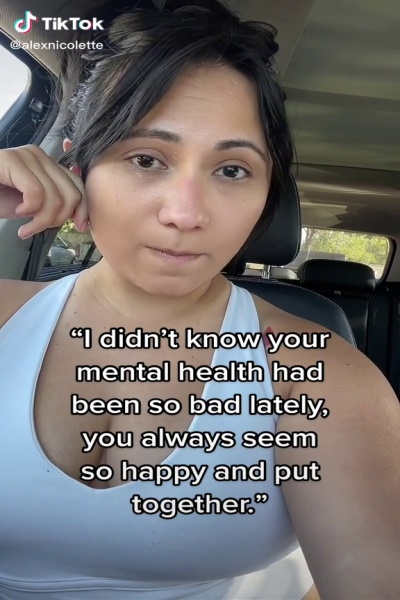 TikTok
@alexnicolette
“I didn’t know your
mental health had
been so bad lately,
you always seem
so happy and put
together.”